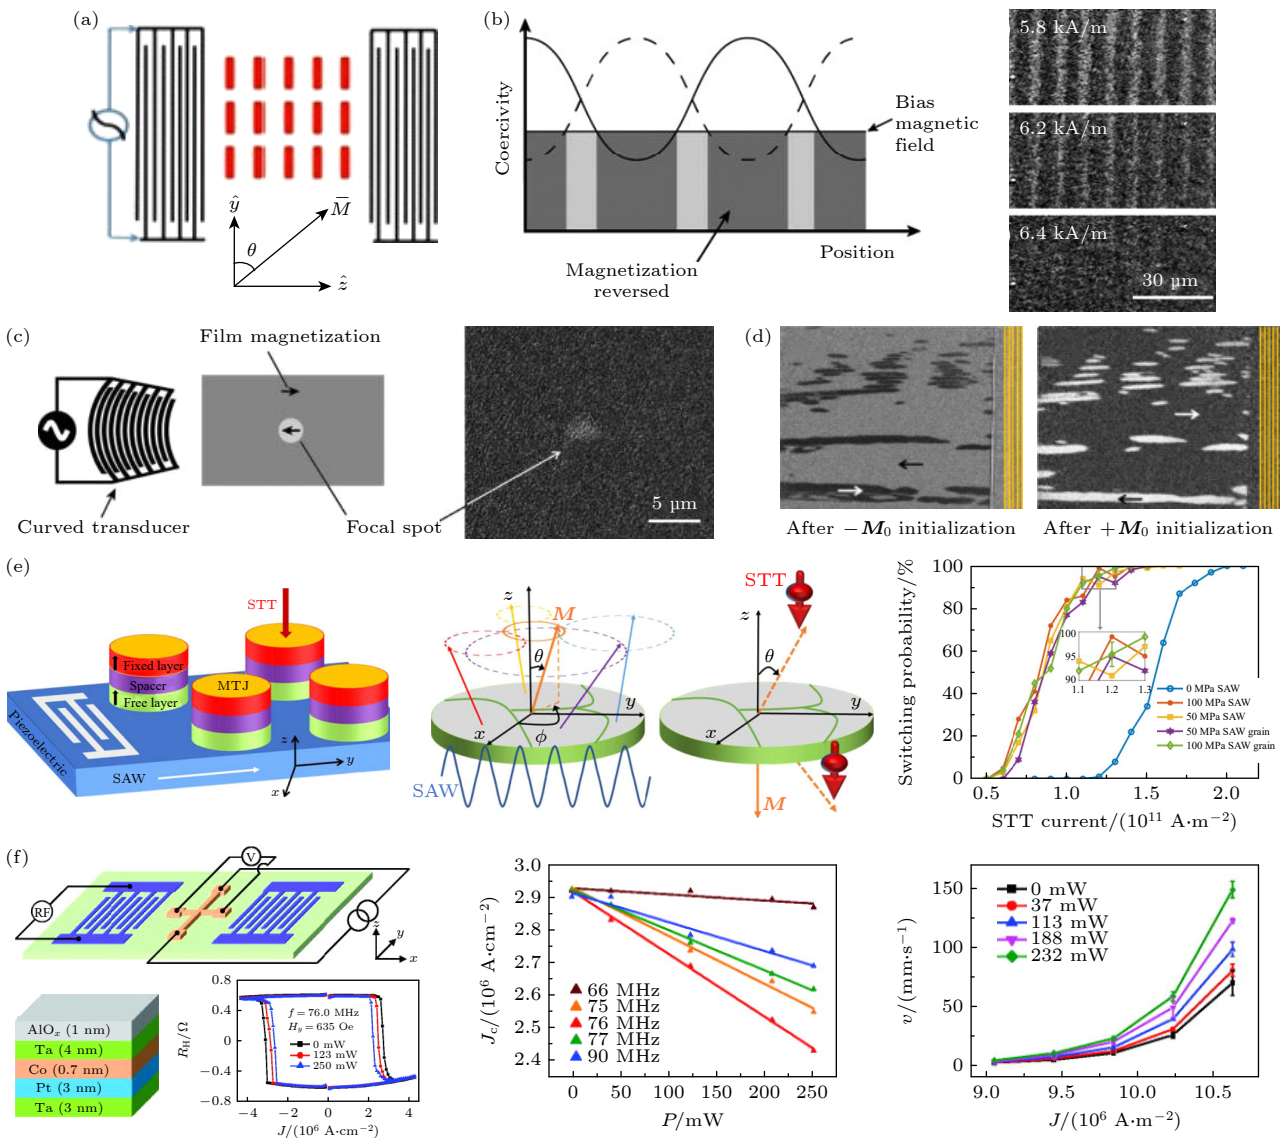 (a)
ŷ
M̅
θ
ẑ
(b)
Coercivity
Bias
magnetic
field
Position
Magnetization
reversed
5.8 kA/m
6.2 kA/m
6.4 kA/m
30 µm
(c)
Film magnetization
Curved transducer
Focal spot
5 µm
(d)
After −M₀ initialization
After +M₀ initialization
(e)
STT
Fixed layer
Spacer
Free layer
MTJ
Piezoelectric
SAW
z
y
x
z
M
θ
y
x
ϕ
SAW
STT
z
θ
y
x
M
Switching probability/%
100
80
60
40
20
0
100
95
90
1.1
1.2
1.3
0 MPa SAW
100 MPa SAW
50 MPa SAW
50 MPa SAW grain
100 MPa SAW grain
0.5
1.0
1.5
2.0
STT current/(10¹¹ A·m⁻²)
(f)
RF
V
z
y
x
AlOₓ (1 nm)
Ta (4 nm)
Co (0.7 nm)
Pt (3 nm)
Ta (3 nm)
R_H/Ω
0.8
0.4
0
−0.4
−0.8
f = 76.0 MHz
H_y = 635 Oe
0 mW
123 mW
250 mW
−4
−2
0
2
4
J/(10⁶ A·cm⁻²)
J_c/(10⁶ A·cm⁻²)
3.0
2.9
2.8
2.7
2.6
2.5
2.4
66 MHz
75 MHz
76 MHz
77 MHz
90 MHz
0
50
100
150
200
250
P/mW
v/(mm·s⁻¹)
150
100
50
0
0 mW
37 mW
113 mW
188 mW
232 mW
9.0
9.5
10.0
10.5
J/(10⁶ A·cm⁻²)